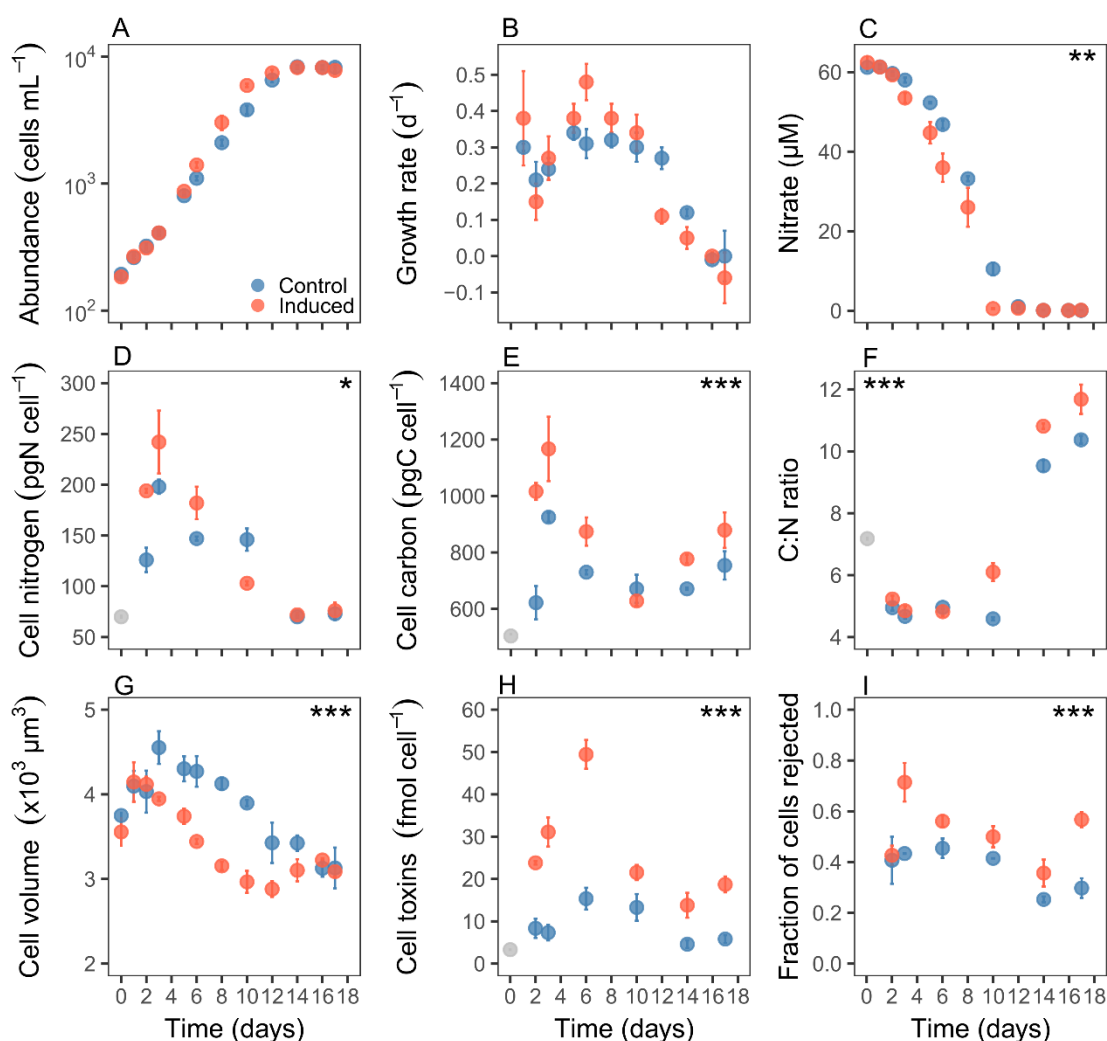 A
Abundance (cells mL⁻¹)
10⁴
10³
10²
Control
Induced
B
Growth rate (d⁻¹)
0.5
0.4
0.3
0.2
0.1
0.0
−0.1
C
**
Nitrate (µM)
60
40
20
0
D
*
Cell nitrogen (pgN cell⁻¹)
300
250
200
150
100
50
E
***
Cell carbon (pgC cell⁻¹)
1400
1200
1000
800
600
F
***
C:N ratio
12
10
8
6
4
G
***
Cell volume (x10³ µm³)
5
4
3
2
0 2 4 6 8 10 12 14 16 18
Time (days)
H
***
Cell toxins (fmol cell⁻¹)
60
50
40
30
20
10
0
0 2 4 6 8 10 12 14 16 18
Time (days)
I
***
Fraction of cells rejected
1.0
0.8
0.6
0.4
0.2
0.0
0 2 4 6 8 10 12 14 16 18
Time (days)